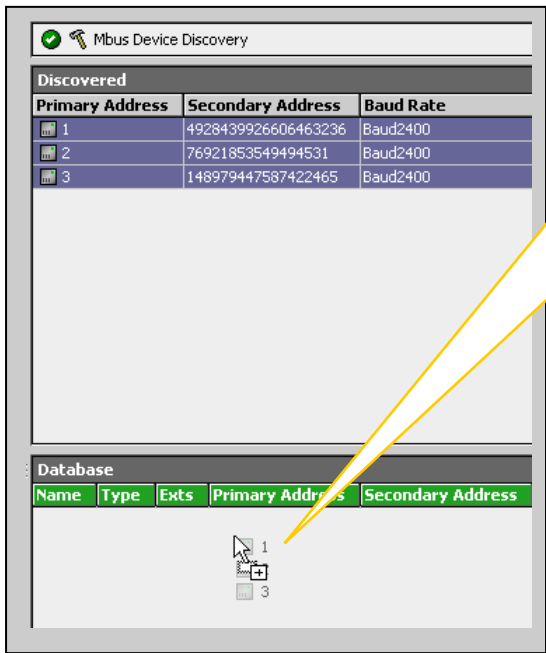 Mbus Device Discovery
Discovered
Primary Address Secondary Address Baud Rate
1 4928439926606463236 Baud2400
2 76921853549494531 Baud2400
3 148979447587422465 Baud2400
Database
Name Type Exts Primary Address Secondary Address
1
3